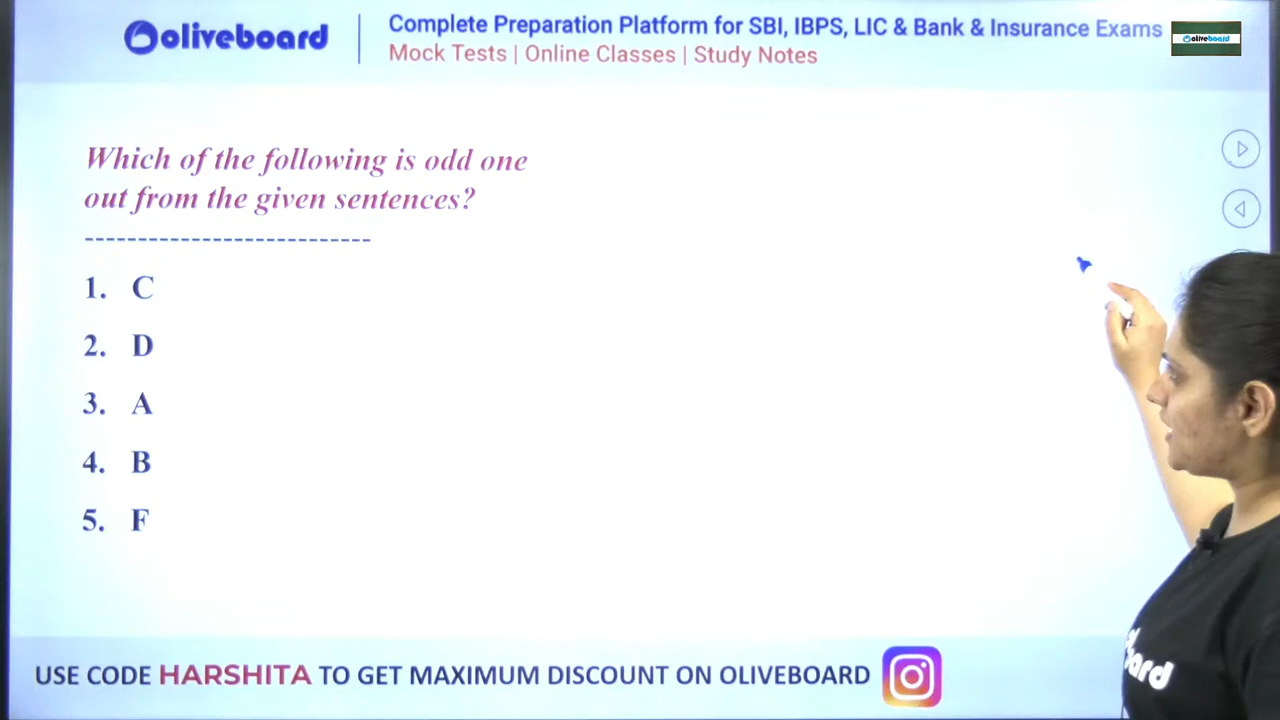 oliveboard
Complete Preparation Platform for SBI, IBPS, LIC & Bank & Insurance Exams
Mock Tests | Online Classes | Study Notes
oliveboard
Which of the following is odd one
out from the given sentences?
---------------------------
1. C
2. D
3. A
4. B
5. F
USE CODE HARSHITA TO GET MAXIMUM DISCOUNT ON OLIVEBOARD